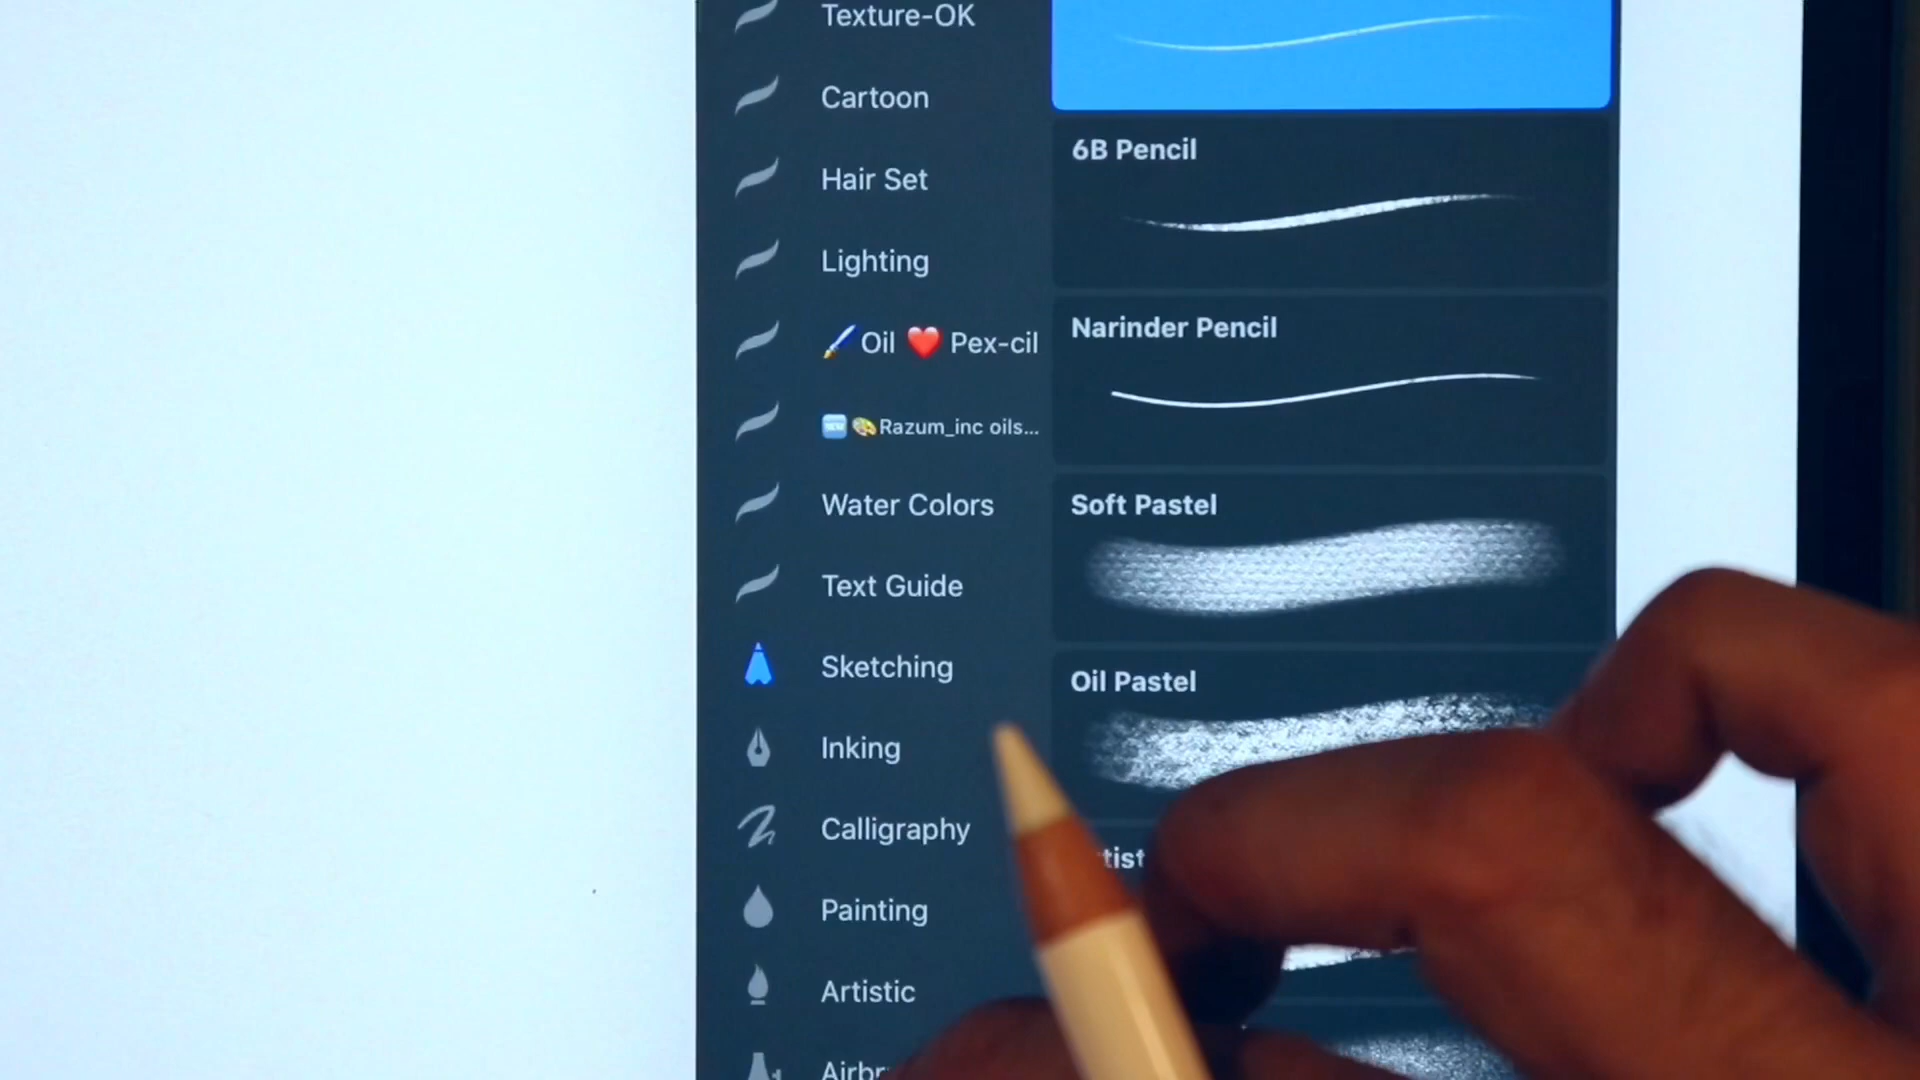 Texture-OK
Cartoon
Hair Set
Lighting
Oil ❤️ Pex-cil
Razum_inc oils...
Water Colors
Text Guide
Sketching
Inking
Calligraphy
Painting
Artistic
6B Pencil
Narinder Pencil
Soft Pastel
Oil Pastel